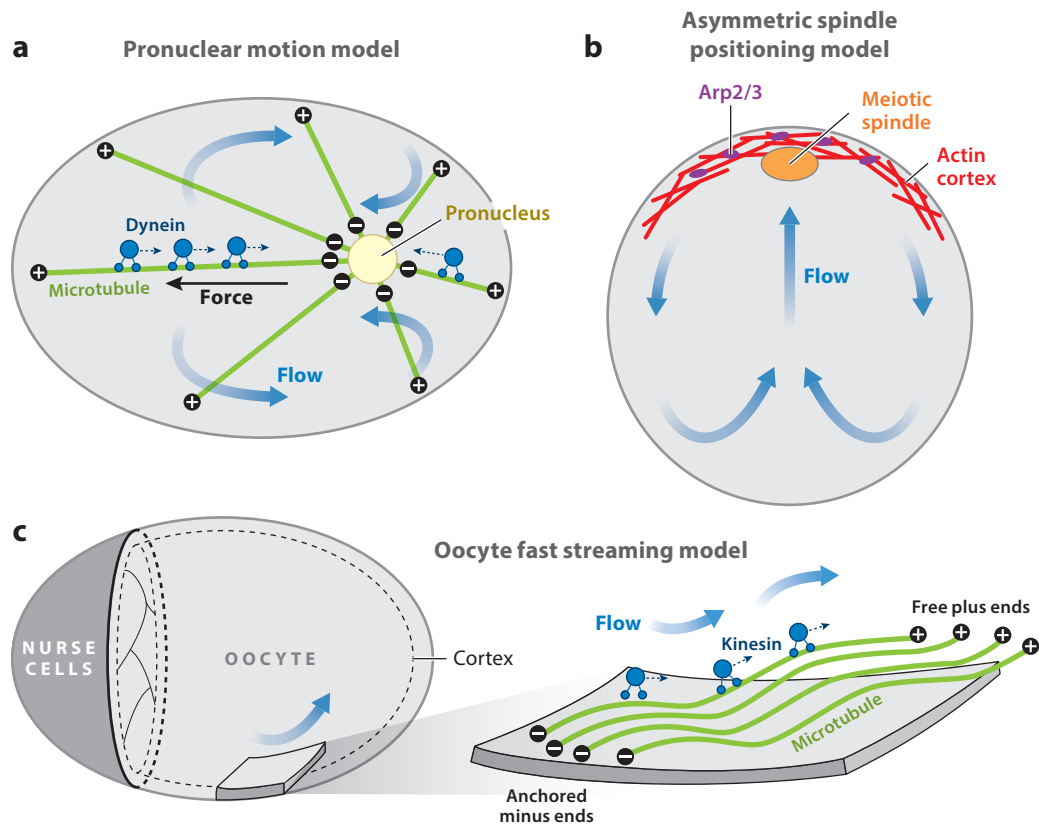 a
Pronuclear motion model
Dynein
Pronucleus
Microtubule
Force
Flow
b
Asymmetric spindle
positioning model
Arp2/3
Meiotic
spindle
Actin
cortex
Flow
c
Oocyte fast streaming model
NURSE
CELLS
OOCYTE
Cortex
Flow
Kinesin
Free plus ends
Microtubule
Anchored
minus ends